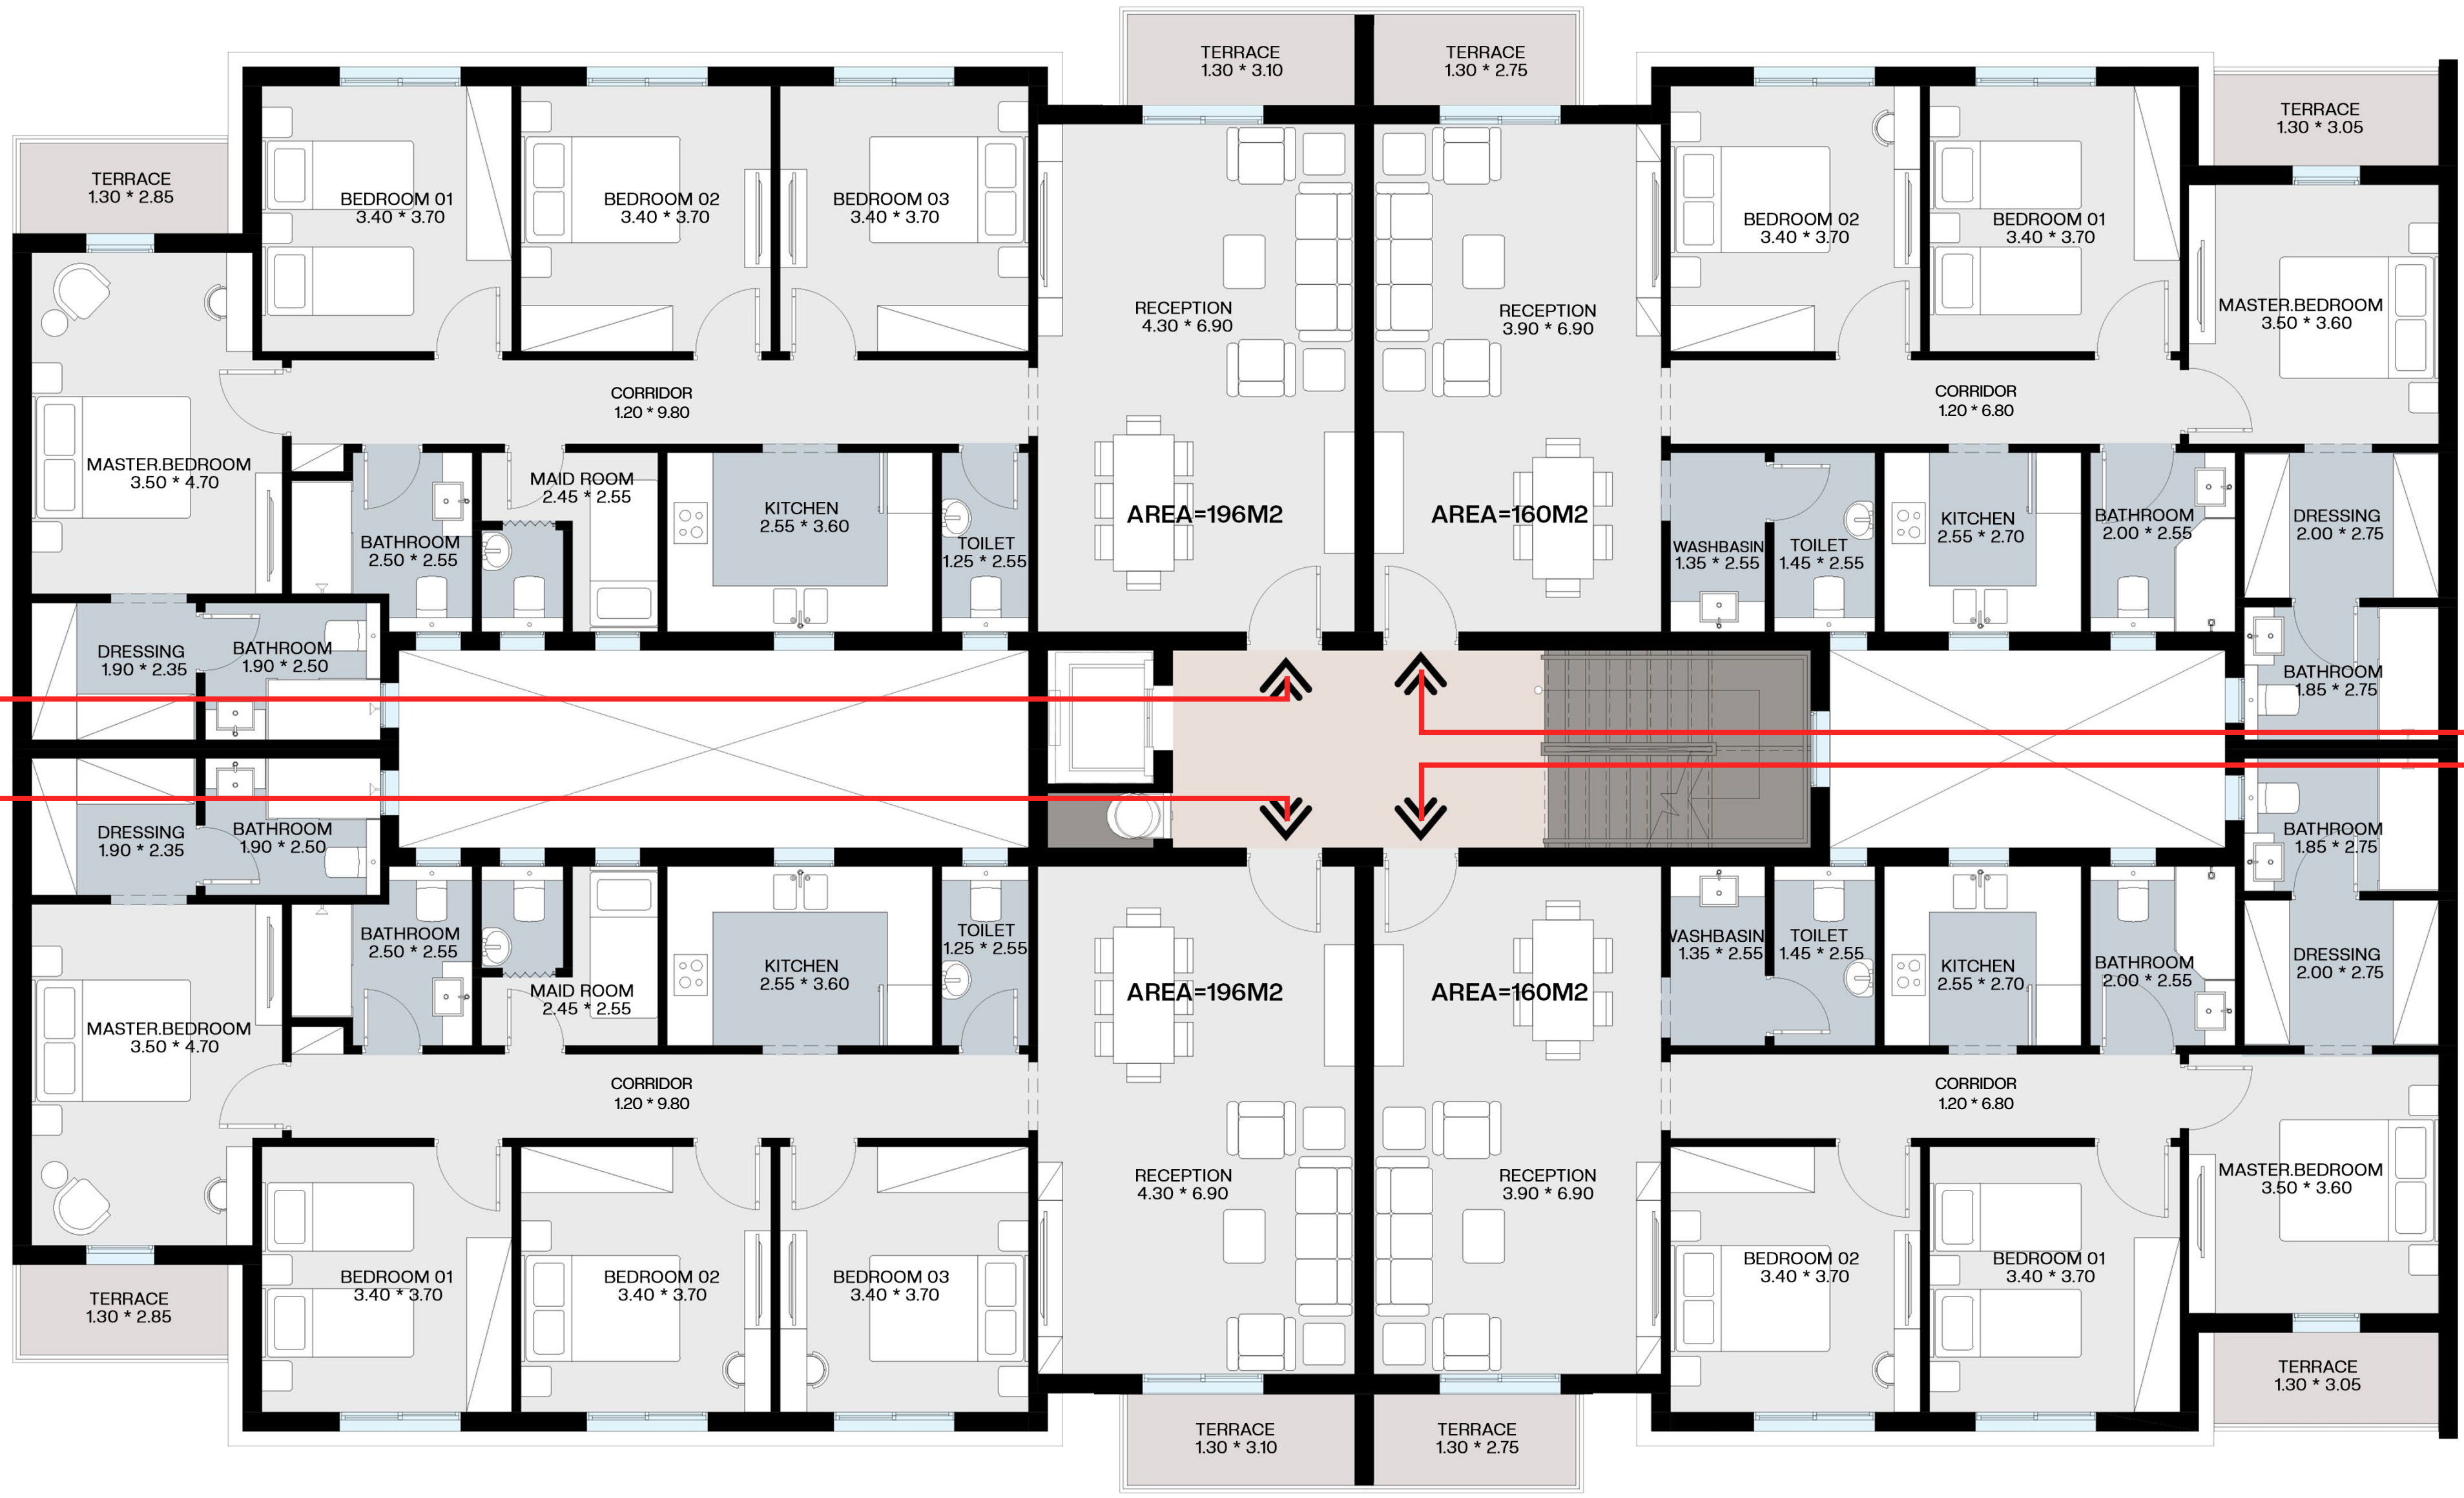 TERRACE
1.30 * 3.10
TERRACE
1.30 * 2.75
TERRACE
1.30 * 3.05
TERRACE
1.30 * 2.85
BEDROOM 01
3.40 * 3.70
BEDROOM 02
3.40 * 3.70
BEDROOM 03
3.40 * 3.70
RECEPTION
4.30 * 6.90
RECEPTION
3.90 * 6.90
BEDROOM 02
3.40 * 3.70
BEDROOM 01
3.40 * 3.70
MASTER.BEDROOM
3.50 * 3.60
CORRIDOR
1.20 * 9.80
CORRIDOR
1.20 * 6.80
MASTER.BEDROOM
3.50 * 4.70
BATHROOM
2.50 * 2.55
MAID ROOM
2.45 * 2.55
KITCHEN
2.55 * 3.60
TOILET
1.25 * 2.55
AREA=196M2
AREA=160M2
WASHBASIN
1.35 * 2.55
TOILET
1.45 * 2.55
KITCHEN
2.55 * 2.70
BATHROOM
2.00 * 2.55
DRESSING
2.00 * 2.75
DRESSING
1.90 * 2.35
BATHROOM
1.90 * 2.50
BATHROOM
1.85 * 2.75
DRESSING
1.90 * 2.35
BATHROOM
1.90 * 2.50
BATHROOM
1.85 * 2.75
BATHROOM
2.50 * 2.55
MAID ROOM
2.45 * 2.55
KITCHEN
2.55 * 3.60
TOILET
1.25 * 2.55
AREA=196M2
AREA=160M2
WASHBASIN
1.35 * 2.55
TOILET
1.45 * 2.55
KITCHEN
2.55 * 2.70
BATHROOM
2.00 * 2.55
DRESSING
2.00 * 2.75
MASTER.BEDROOM
3.50 * 4.70
CORRIDOR
1.20 * 9.80
CORRIDOR
1.20 * 6.80
RECEPTION
4.30 * 6.90
RECEPTION
3.90 * 6.90
MASTER.BEDROOM
3.50 * 3.60
BEDROOM 01
3.40 * 3.70
BEDROOM 02
3.40 * 3.70
BEDROOM 03
3.40 * 3.70
BEDROOM 02
3.40 * 3.70
BEDROOM 01
3.40 * 3.70
TERRACE
1.30 * 2.85
TERRACE
1.30 * 3.05
TERRACE
1.30 * 3.10
TERRACE
1.30 * 2.75